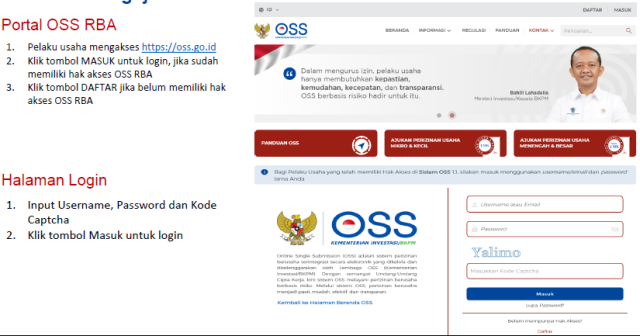 Portal OSS RBA
1. Pelaku usaha mengakses https://oss.go.id
2. Klik tombol MASUK untuk login, jika sudah
memiliki hak akses OSS RBA
3. Klik tombol DAFTAR jika belum memiliki hak
akses OSS RBA
Halaman Login
1. Input Username, Password dan Kode
Captcha
2. Klik tombol Masuk untuk login
ID
DAFTAR MASUK
OSS
BERANDA INFORMASI REGULASI PANDUAN KONTAK Pencarian...
Dalam mengurus izin, pelaku usaha
hanya membutuhkan kepastian,
kemudahan, kecepatan, dan transparansi.
OSS berbasis risiko hadir untuk itu.
Bahlil Lahadalia
Menteri Investasi/Kepala BKPM
PANDUAN OSS
AJUKAN PERIZINAN USAHA
MIKRO & KECIL
AJUKAN PERIZINAN USAHA
MENENGAH & BESAR
Bagi Pelaku Usaha yang telah memiliki Hak Akses di Sistem OSS 1.1, silakan masuk menggunakan username/email dan password
lama Anda
OSS
KEMENTERIAN INVESTASI/BKPM
Online Single Submission (OSS) adalah sistem perizinan
berusaha terintegrasi secara elektronik yang dikelola dan
diselenggarakan oleh Lembaga OSS (Kementerian
Investasi/BKPM). Dengan semangat Undang-Undang
Cipta Kerja, kini sistem OSS melayani perizinan berusaha
berbasis risiko. Melalui sistem OSS, perizinan berusaha
menjadi pasti, mudah, efektif dan transparan.
Kembali ke Halaman Beranda OSS
Username atau Email
Password
Yalimo
Masukkan Kode Captcha
Masuk
Lupa Password?
Belum mempunyai Hak Akses?
Daftar